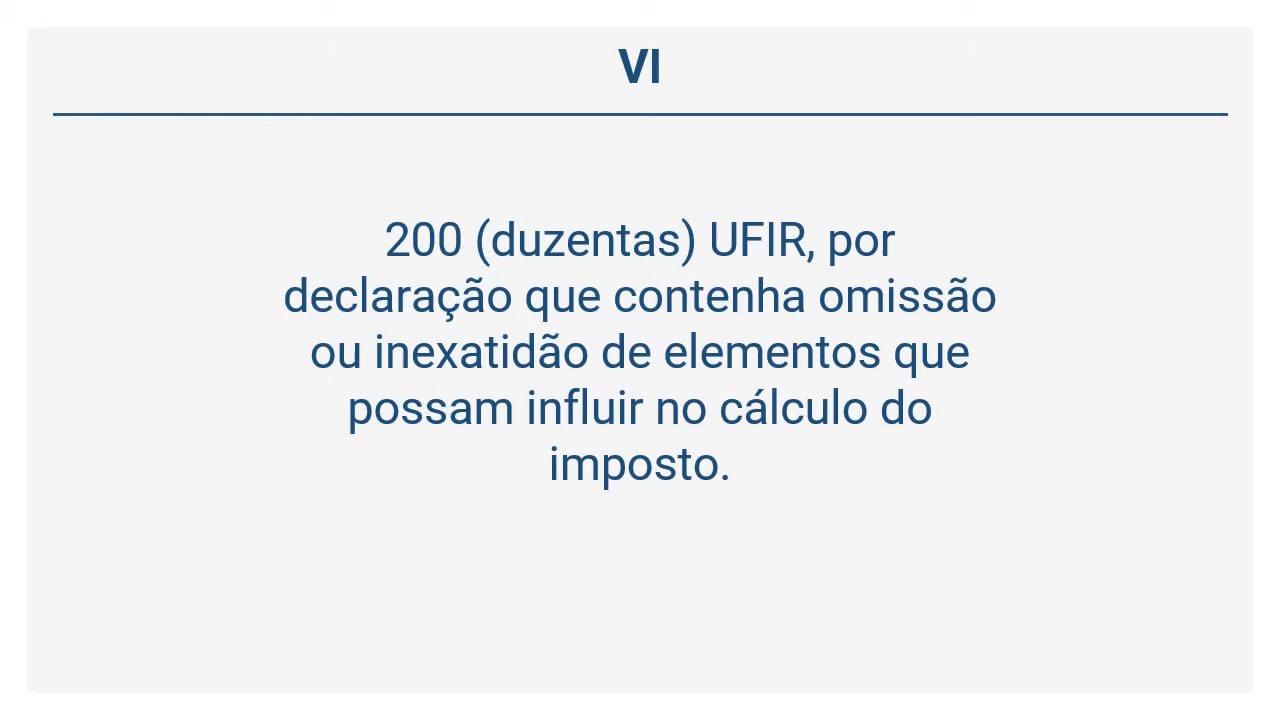 VI
200 (duzentas) UFIR, por
declaração que contenha omissão
ou inexatidão de elementos que
possam influir no cálculo do
imposto.